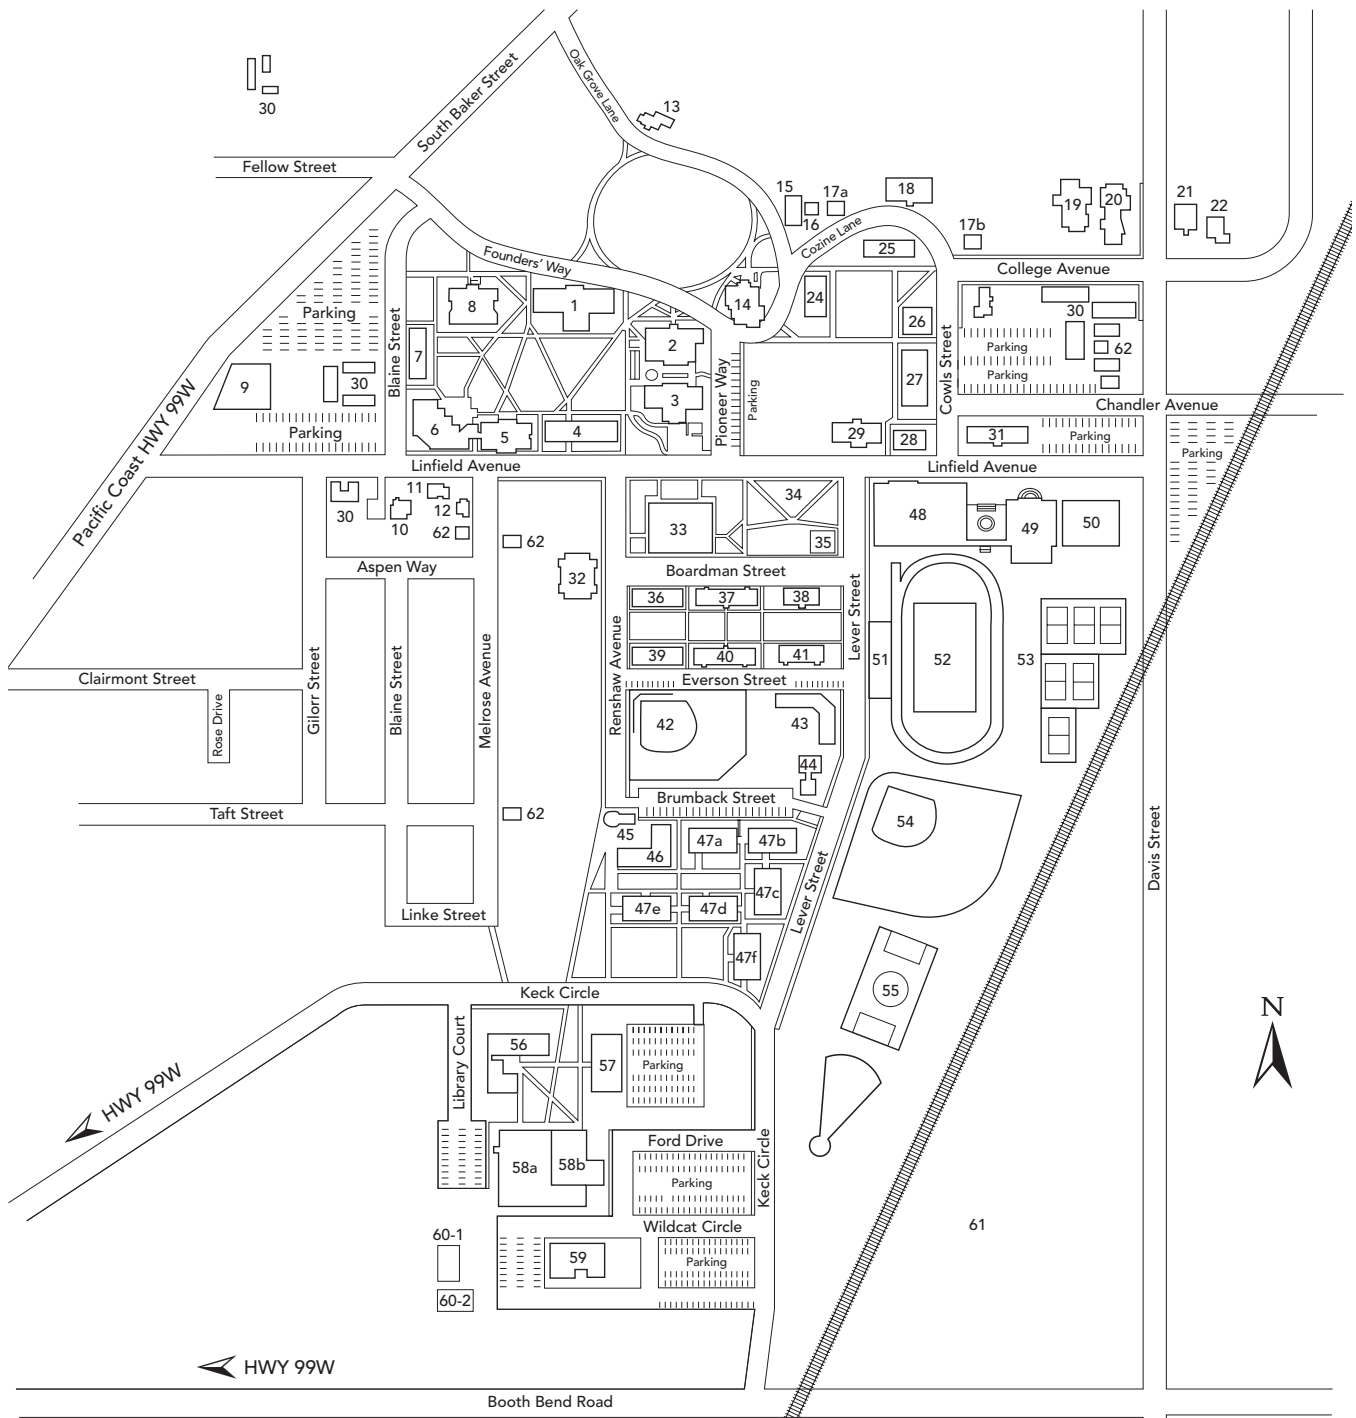 Oak Grove Lane
South Baker Street
13
30
Fellow Street
15
17a
18
16
Cozine Lane
17b
19
20
21
22
Founders' Way
25
College Avenue
Parking
8
1
14
24
26
30
7
2
Parking
62
Parking
9
30
Blaine Street
3
Pioneer Way
Parking
27
Cowls Street
Chandler Avenue
Parking
6
5
4
29
28
31
Parking
Parking
Linfield Avenue
Linfield Avenue
Pacific Coast HWY 99W
30
11
10
12
62
62
33
34
35
48
49
50
Aspen Way
32
Boardman Street
36
37
38
Lever Street
39
40
41
51
52
53
Clairmont Street
Rose Drive
Gilorr Street
Blaine Street
Melrose Avenue
Renshaw Avenue
Everson Street
42
43
44
Brumback Street
Taft Street
62
45
46
47a
47b
54
47c
47e
47d
Lever Street
Davis Street
Linke Street
47f
55
Keck Circle
N
Library Court
56
57
Parking
HWY 99W
Ford Drive
58a
58b
Parking
Keck Circle
Wildcat Circle
61
60-1
59
Parking
60-2
HWY 99W
Booth Bend Road